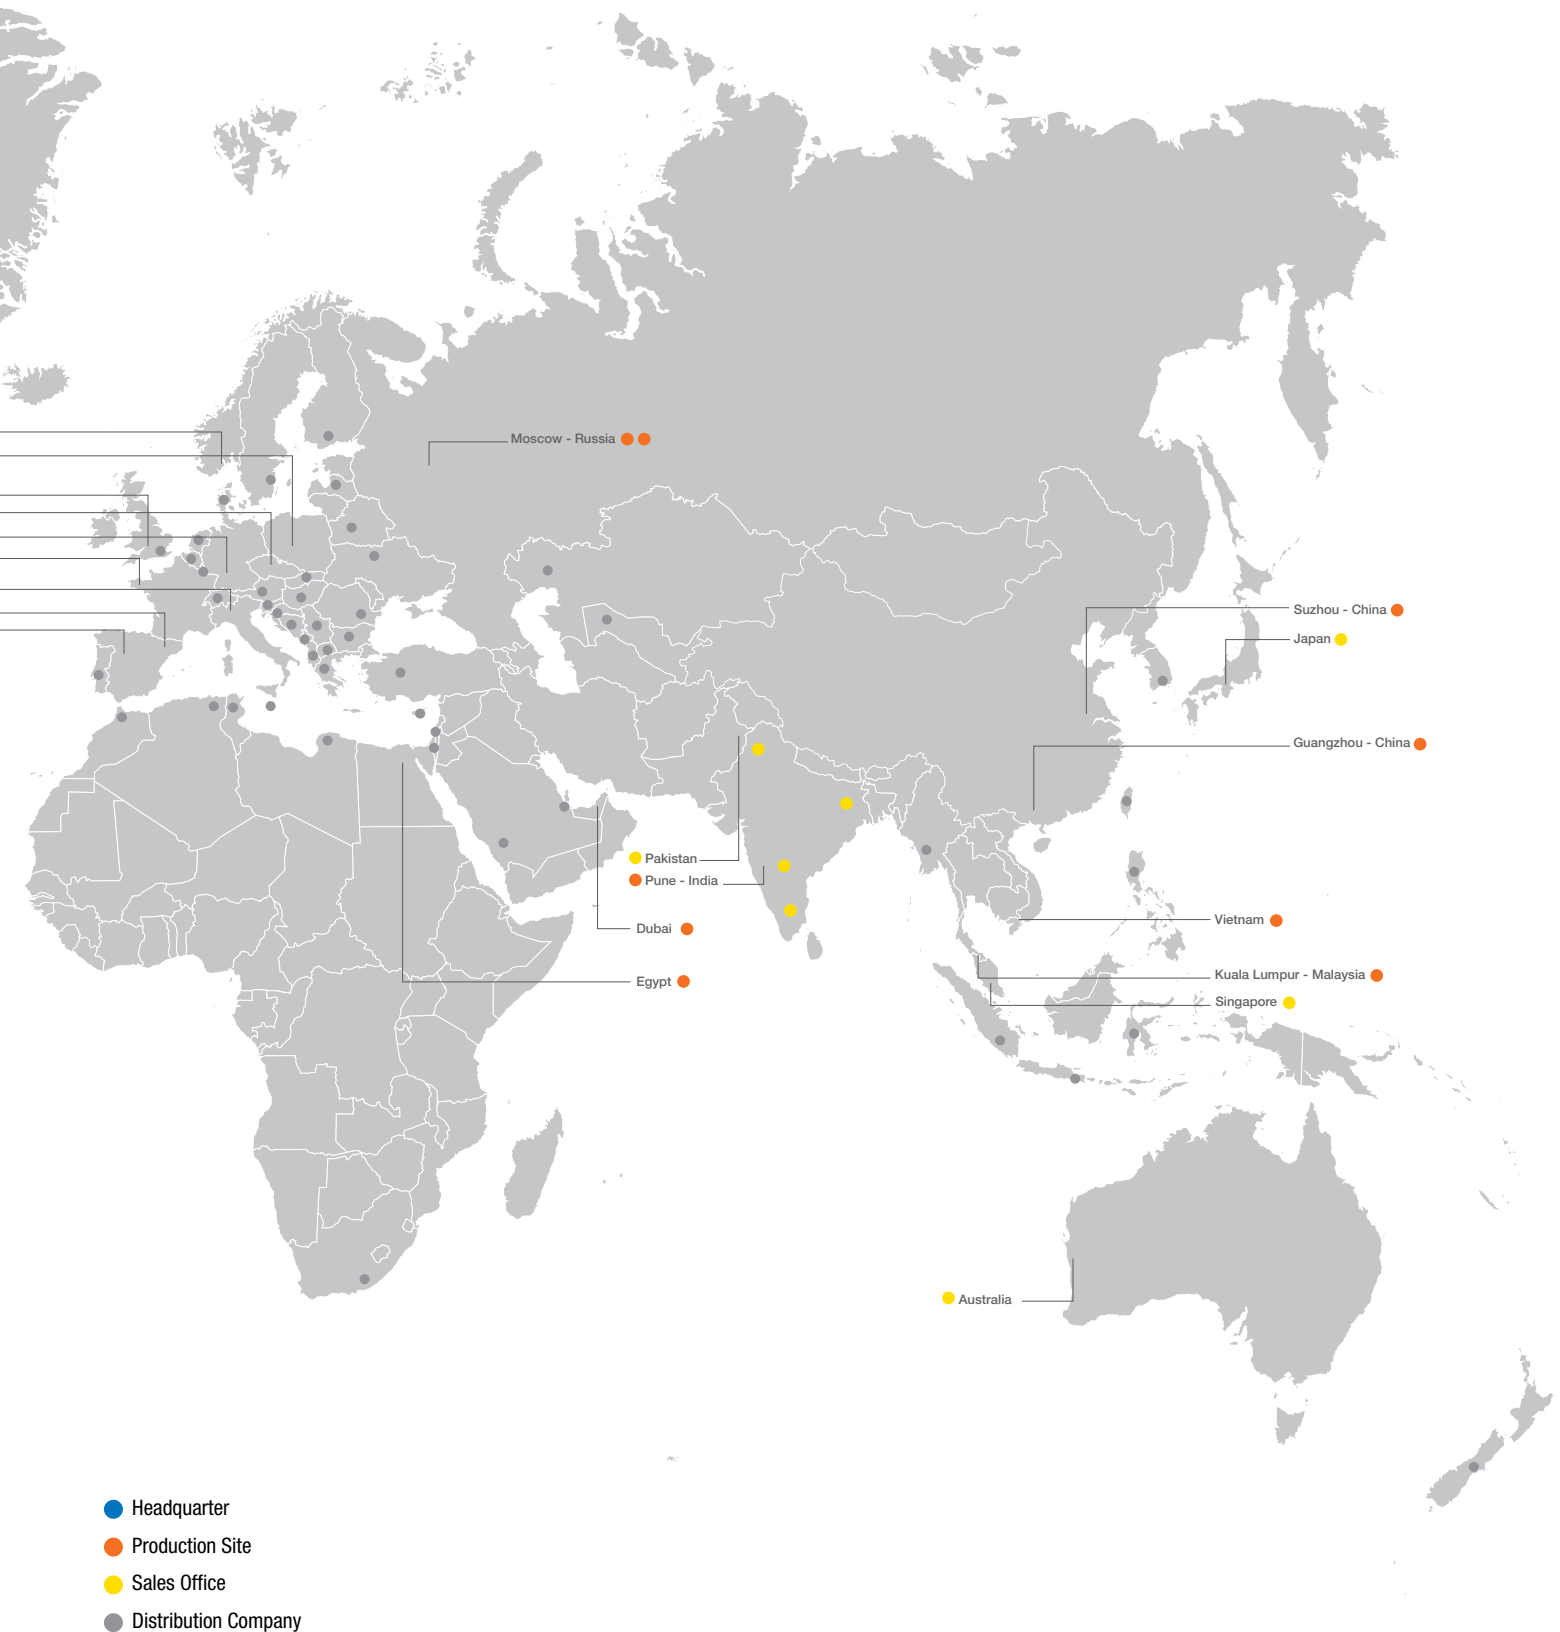 Moscow - Russia
Suzhou - China
Japan
Guangzhou - China
Pakistan
Pune - India
Vietnam
Dubai
Kuala Lumpur - Malaysia
Egypt
Singapore
Australia
Headquarter
Production Site
Sales Office
Distribution Company